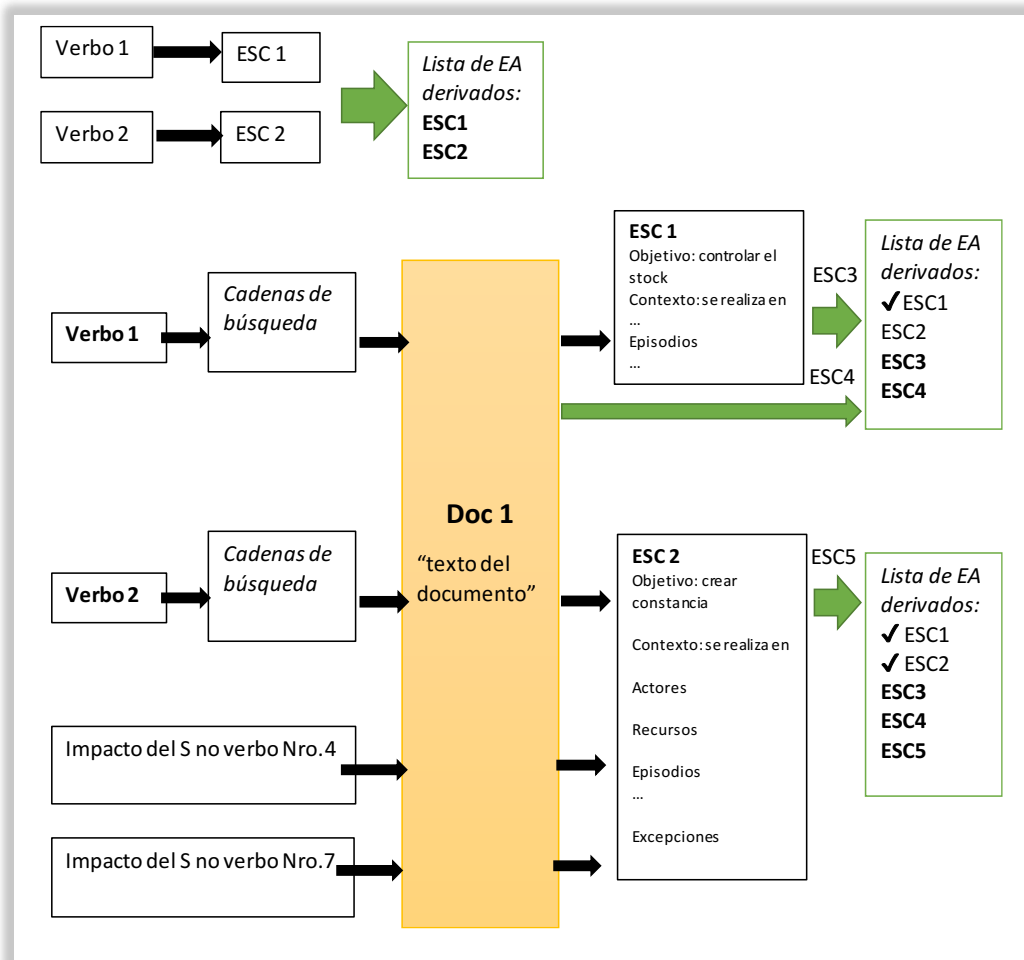 Verbo 1
ESC 1
Verbo 2
ESC 2
Lista de EA
derivados:
ESC1
ESC2
Verbo 1
Cadenas de
búsqueda
ESC 1
Objetivo: controlar el
stock
Contexto: se realiza en
...
Episodios
...
ESC3
ESC4
Lista de EA
derivados:
✓ESC1
ESC2
ESC3
ESC4
Doc 1
“texto del
documento”
Verbo 2
Cadenas de
búsqueda
ESC 2
Objetivo: crear
constancia
Contexto: se realiza en
Actores
Recursos
Episodios
...
Excepciones
ESC5
Lista de EA
derivados:
✓ ESC1
✓ ESC2
ESC3
ESC4
ESC5
Impacto del S no verbo Nro.4
Impacto del S no verbo Nro.7